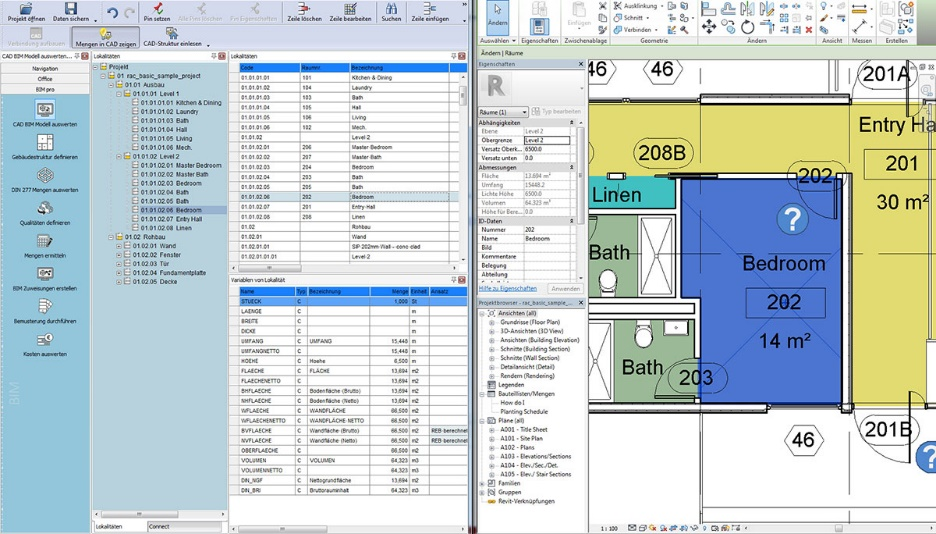 Projekt öffnen Daten sichern Pin setzen Alle Pins löschen Pin Eigenschaften Zeile löschen Zeile bearbeiten Suchen Zeile einfügen
Verbindung aufbauen Mengen in CAD zeigen CAD-Struktur einlesen
CAD BIM Modell auswerten...
Navigation
Office
BIM pro
CAD BIM Modell auswerten
Gebäudestruktur definieren
DIN 277 Mengen auswerten
Qualitäten definieren
Mengen ermitteln
BIM Zuweisungen erstellen
Bemusterung durchführen
Kosten auswerten
BIM
Lokalitäten
Projekt
01 rac_basic_sample_project
01.01 Ausbau
01.01.01 Level 1
01.01.01.01 Kitchen & Dining
01.01.01.02 Laundry
01.01.01.03 Bath
01.01.01.04 Hall
01.01.01.05 Living
01.01.01.06 Mech.
01.01.02 Level 2
01.01.02.01 Master Bedroom
01.01.02.02 Master Bath
01.01.02.03 Bedroom
01.01.02.04 Bath
01.01.02.05 Bath
01.01.02.06 Bedroom
01.01.02.07 Entry Hall
01.01.02.08 Linen
01.02 Rohbau
01.02.01 Wand
01.02.02 Fenster
01.02.03 Tür
01.02.04 Fundamentplatte
01.02.05 Decke
Lokalitäten Connect
Lokalitäten
Code Raumnr Bezeichnung
01.01.01.01 101 Kitchen & Dining
01.01.01.02 104 Laundry
01.01.01.03 103 Bath
01.01.01.04 105 Hall
01.01.01.05 106 Living
01.01.01.06 102 Mech.
01.01.02 Level 2
01.01.02.01 206 Master Bedroom
01.01.02.02 207 Master Bath
01.01.02.03 204 Bedroom
01.01.02.04 203 Bath
01.01.02.05 205 Bath
01.01.02.06 202 Bedroom
01.01.02.07 201 Entry Hall
01.01.02.08 208 Linen
01.02 Rohbau
01.02.01 Wand
01.02.01.01 SIP 202mm Wall - conc clad
01.02.01.01.01 Level 2
Variablen von Lokalität
Name Typ Bezeichnung Menge Einheit Ansatz
STUECK C 1,000 St
LAENGE C m
BREITE C m
DICKE C m
UMFANG C 15,448 m
UMFANGNETTO C m
HOEHE C Hoehe 6,500 m
FLAECHE C FLÄCHE 13,694 m2
FLAECHENETTO C m2
BHFLAECHE C Bodenfläche (Brutto) 13,694 m2
NHFLAECHE C Bodenfläche (Netto) 13,694 m2
WFLAECHE C WANDFLÄCHE 66,500 m2
WFLAECHENETTO C WANDFLÄCHE-NETTO 66,500 m2
BVFLAECHE C Wandfläche (Brutto) 66,500 m2 REB-berechnet
NVFLAECHE C Wandfläche (Netto) 66,500 m2 REB-berechnet
OBERFLAECHE C m2
VOLUMEN C VOLUMEN 64,323 m3
VOLUMENNETTO C m3
DIN_NGF C Nettogrundfläche 13,694 m2
DIN_BRI C Bruttorauminhalt 64,323 m3
Ändern Einfügen Ausklinkung
Schnitt
Verbinden
Auswählen Eigenschaften Zwischenablage Geometrie Ändern Ansicht Messen Erstellen
Ändern | Räume
Eigenschaften
R
Räume (1) Typ bearbeiten
Abhängigkeiten
Ebene Level 2
Obergrenze Level 2
Versatz Oberk... 6500.0
Versatz unten 0.0
Abmessungen
Fläche 13.694 m²
Umfang 15448.2
Lichte Höhe 6500.0
Volumen 64.323 m³
Höhe für Bere... 0.0
ID-Daten
Nummer 202
Name Bedroom
Bild
Kommentare
Belegung
Abteilung
Hilfe zu Eigenschaften Anwenden
Projektbrowser - rac_basic_sample_...
Ansichten (all)
Grundrisse (Floor Plan)
3D-Ansichten (3D View)
Ansichten (Building Elevation)
Schnitte (Building Section)
Schnitte (Wall Section)
Detailansicht (Detail)
Rendern (Rendering)
Legenden
Bauteillisten/Mengen
How do I
Planting Schedule
Pläne (all)
A001 - Title Sheet
A101 - Site Plan
A102 - Plans
A103 - Elevations/Sections
A104 - Elev./Sec./Det.
A105 - Elev./ Stair Sections
Familien
Gruppen
Revit-Verknüpfungen
46 46 201A
Entry Ha
208B
202
201
Linen
30 m²
?
Bath
Bedroom
202
14 m²
Bath
203
46
201B
?
1 : 100